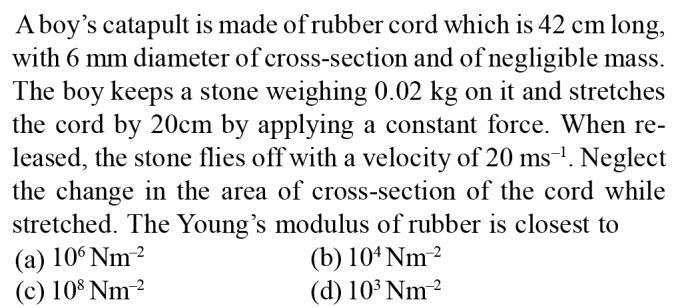 A boy's catapult is made of rubber cord which is 42 cm long,
with 6 mm diameter of cross-section and of negligible mass.
The boy keeps a stone weighing 0.02 kg on it and stretches
the cord by 20cm by applying a constant force. When re-
leased, the stone flies off with a velocity of 20 ms⁻¹. Neglect
the change in the area of cross-section of the cord while
stretched. The Young's modulus of rubber is closest to
(a) 10⁶ Nm⁻² (b) 10⁴ Nm⁻²
(c) 10⁸ Nm⁻² (d) 10³ Nm⁻²